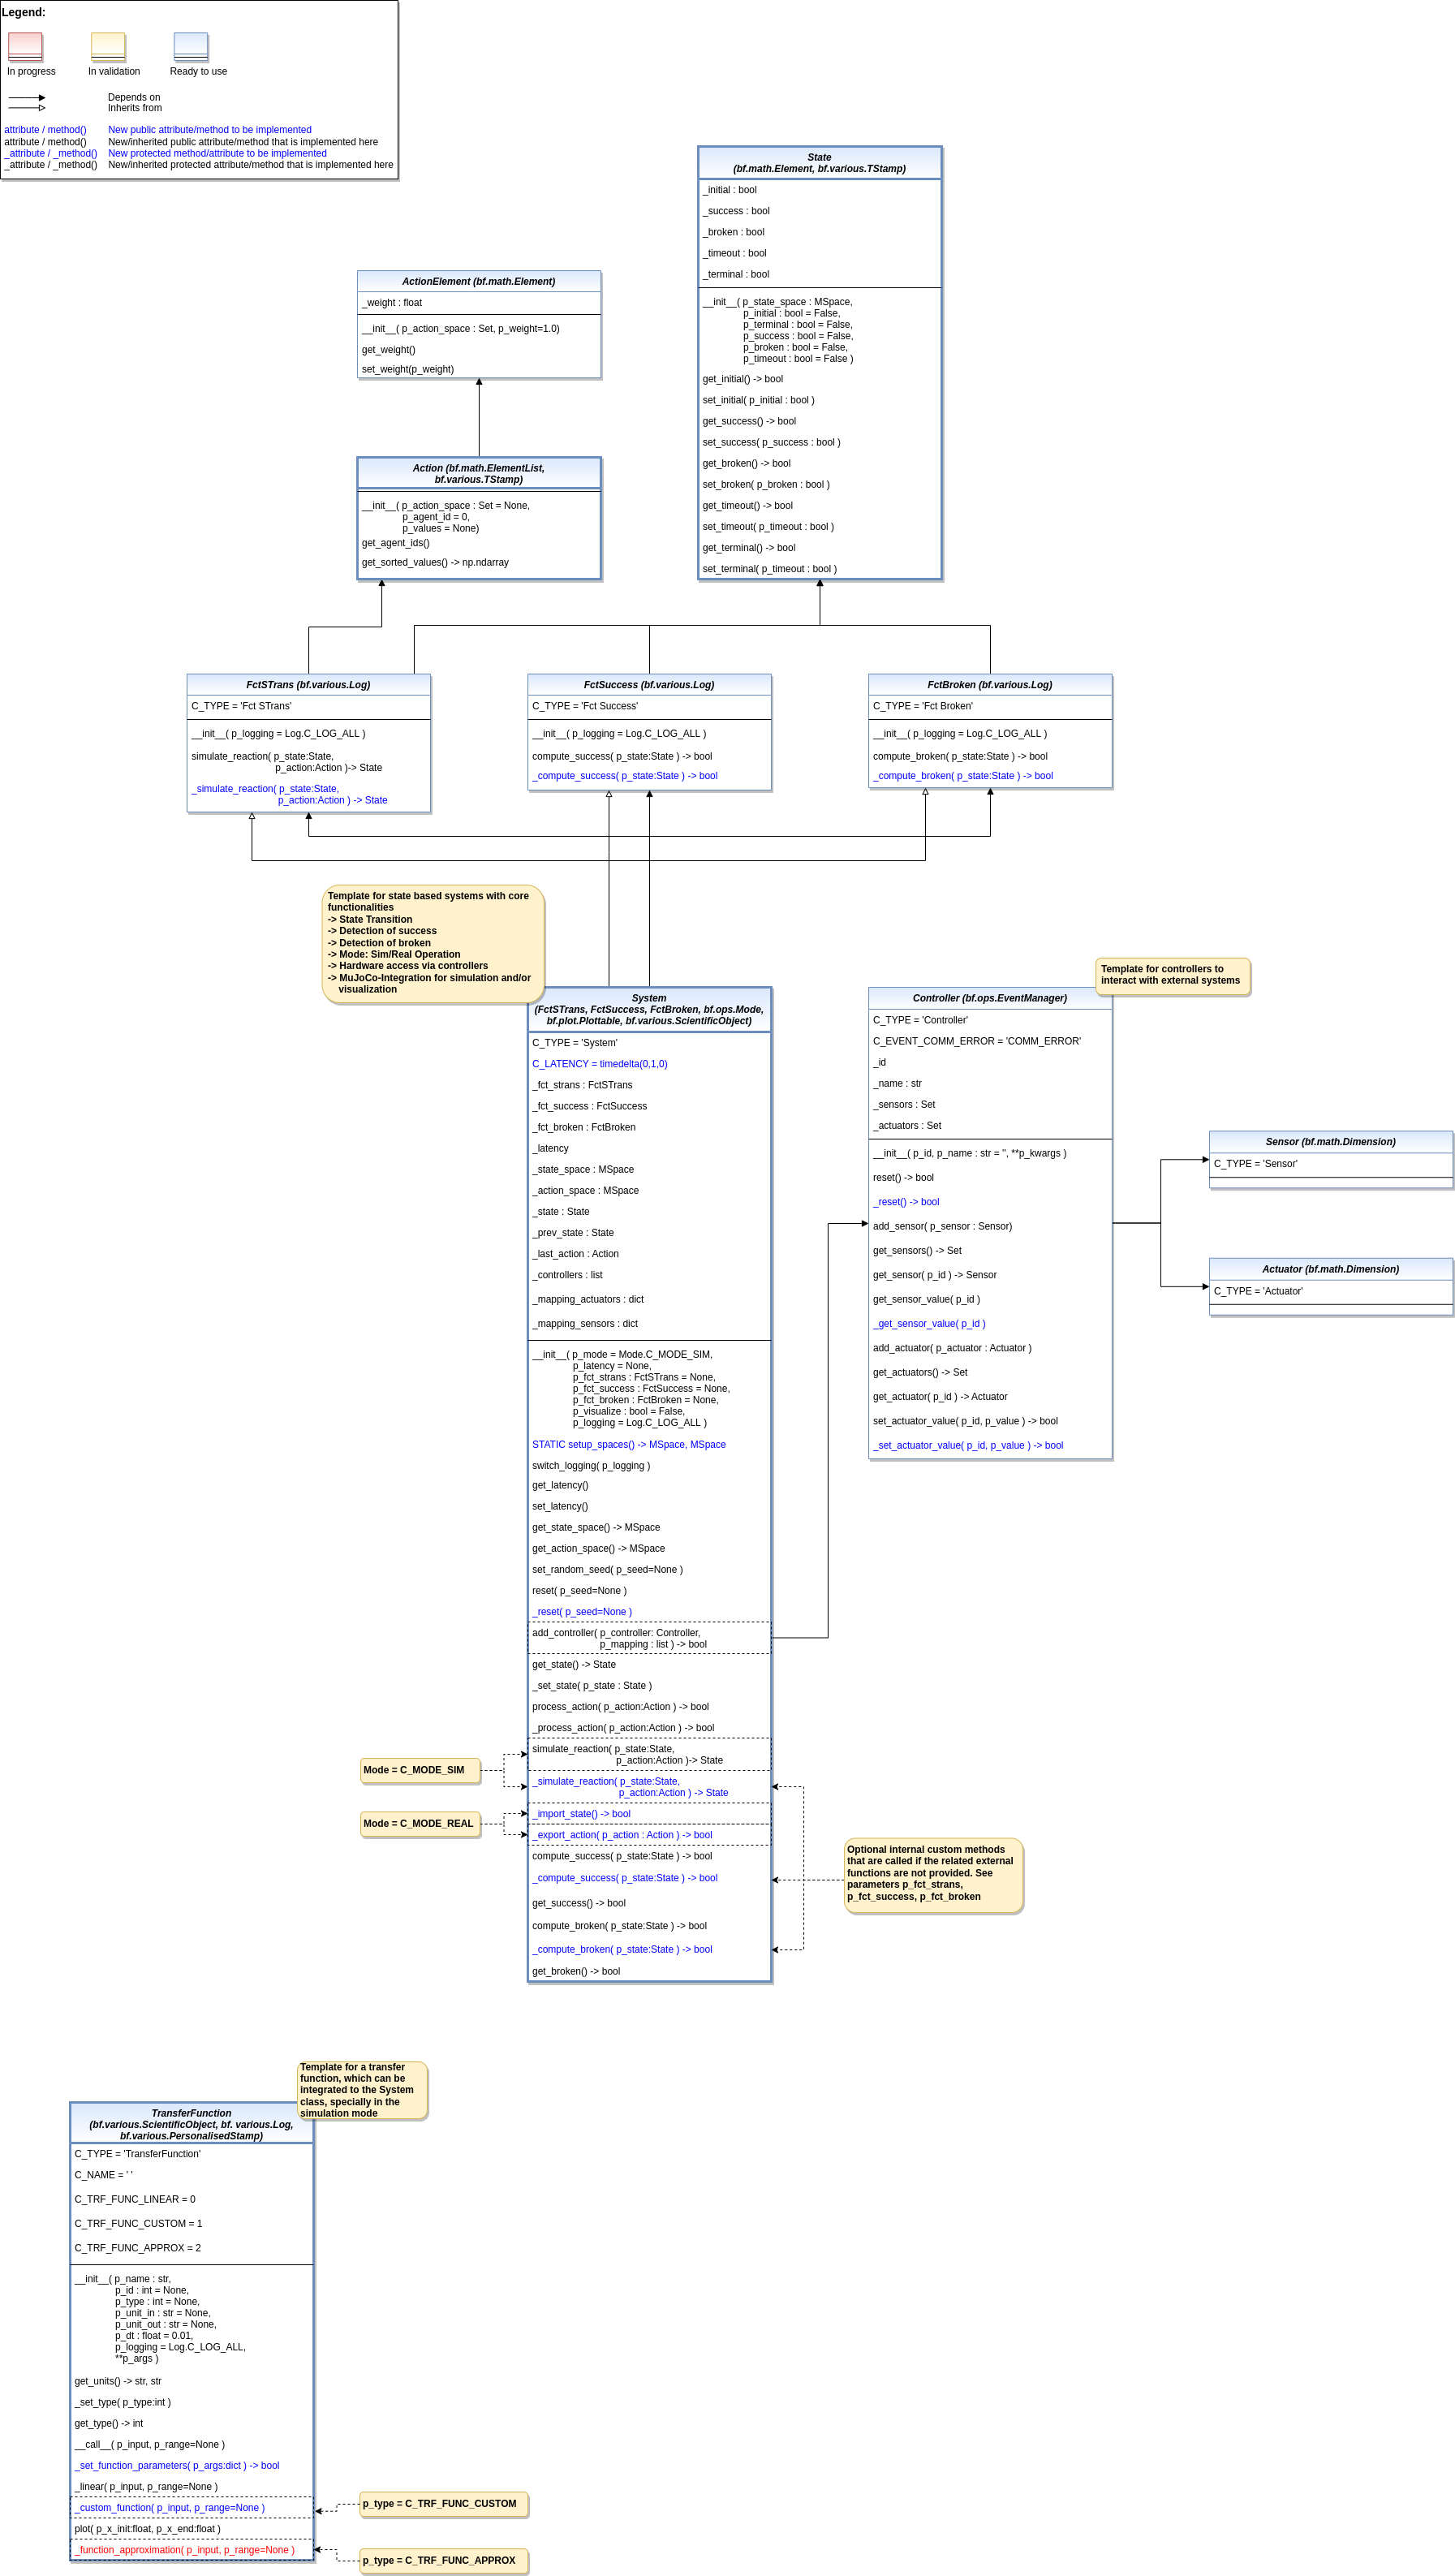 Legend:
In progress
In validation
Ready to use
Depends on
Inherits from
attribute / method() New public attribute/method to be implemented
attribute / method() New/inherited public attribute/method that is implemented here
_attribute / _method() New protected method/attribute to be implemented
_attribute / _method() New/inherited protected attribute/method that is implemented here
State
(bf.math.Element, bf.various.TStamp)
_initial : bool
_success : bool
_broken : bool
_timeout : bool
_terminal : bool
__init__( p_state_space : MSpace,
p_initial : bool = False,
p_terminal : bool = False,
p_success : bool = False,
p_broken : bool = False,
p_timeout : bool = False )
get_initial() -> bool
set_initial( p_initial : bool )
get_success() -> bool
set_success( p_success : bool )
get_broken() -> bool
set_broken( p_broken : bool )
get_timeout() -> bool
set_timeout( p_timeout : bool )
get_terminal() -> bool
set_terminal( p_timeout : bool )
ActionElement (bf.math.Element)
_weight : float
__init__( p_action_space : Set, p_weight=1.0)
get_weight()
set_weight(p_weight)
Action (bf.math.ElementList,
bf.various.TStamp)
__init__( p_action_space : Set = None,
p_agent_id = 0,
p_values = None)
get_agent_ids()
get_sorted_values() -> np.ndarray
FctSTrans (bf.various.Log)
C_TYPE = 'Fct STrans'
__init__( p_logging = Log.C_LOG_ALL )
simulate_reaction( p_state:State,
p_action:Action )-> State
_simulate_reaction( p_state:State,
p_action:Action ) -> State
FctSuccess (bf.various.Log)
C_TYPE = 'Fct Success'
__init__( p_logging = Log.C_LOG_ALL )
compute_success( p_state:State ) -> bool
_compute_success( p_state:State ) -> bool
FctBroken (bf.various.Log)
C_TYPE = 'Fct Broken'
__init__( p_logging = Log.C_LOG_ALL )
compute_broken( p_state:State ) -> bool
_compute_broken( p_state:State ) -> bool
Template for state based systems with core
functionalities
-> State Transition
-> Detection of success
-> Detection of broken
-> Mode: Sim/Real Operation
-> Hardware access via controllers
-> MuJoCo-Integration for simulation and/or
visualization
System
(FctSTrans, FctSuccess, FctBroken, bf.ops.Mode,
bf.plot.Plottable, bf.various.ScientificObject)
C_TYPE = 'System'
C_LATENCY = timedelta(0,1,0)
_fct_strans : FctSTrans
_fct_success : FctSuccess
_fct_broken : FctBroken
_latency
_state_space : MSpace
_action_space : MSpace
_state : State
_prev_state : State
_last_action : Action
_controllers : list
_mapping_actuators : dict
_mapping_sensors : dict
__init__( p_mode = Mode.C_MODE_SIM,
p_latency = None,
p_fct_strans : FctSTrans = None,
p_fct_success : FctSuccess = None,
p_fct_broken : FctBroken = None,
p_visualize : bool = False,
p_logging = Log.C_LOG_ALL )
STATIC setup_spaces() -> MSpace, MSpace
switch_logging( p_logging )
get_latency()
set_latency()
get_state_space() -> MSpace
get_action_space() -> MSpace
set_random_seed( p_seed=None )
reset( p_seed=None )
_reset( p_seed=None )
add_controller( p_controller: Controller,
p_mapping : list ) -> bool
get_state() -> State
_set_state( p_state : State )
process_action( p_action:Action ) -> bool
_process_action( p_action:Action ) -> bool
simulate_reaction( p_state:State,
p_action:Action )-> State
_simulate_reaction( p_state:State,
p_action:Action ) -> State
_import_state() -> bool
_export_action( p_action : Action ) -> bool
compute_success( p_state:State ) -> bool
_compute_success( p_state:State ) -> bool
get_success() -> bool
compute_broken( p_state:State ) -> bool
_compute_broken( p_state:State ) -> bool
get_broken() -> bool
Mode = C_MODE_SIM
Mode = C_MODE_REAL
Optional internal custom methods
that are called if the related external
functions are not provided. See
parameters p_fct_strans,
p_fct_success, p_fct_broken
Template for controllers to
interact with external systems
Controller (bf.ops.EventManager)
C_TYPE = 'Controller'
C_EVENT_COMM_ERROR = 'COMM_ERROR'
_id
_name : str
_sensors : Set
_actuators : Set
__init__( p_id, p_name : str = '', **p_kwargs )
reset() -> bool
_reset() -> bool
add_sensor( p_sensor : Sensor)
get_sensors() -> Set
get_sensor( p_id ) -> Sensor
get_sensor_value( p_id )
_get_sensor_value( p_id )
add_actuator( p_actuator : Actuator )
get_actuators() -> Set
get_actuator( p_id ) -> Actuator
set_actuator_value( p_id, p_value ) -> bool
_set_actuator_value( p_id, p_value ) -> bool
Sensor (bf.math.Dimension)
C_TYPE = 'Sensor'
Actuator (bf.math.Dimension)
C_TYPE = 'Actuator'
Template for a transfer
function, which can be
integrated to the System
class, specially in the
simulation mode
TransferFunction
(bf.various.ScientificObject, bf. various.Log,
bf.various.PersonalisedStamp)
C_TYPE = 'TransferFunction'
C_NAME = ' '
C_TRF_FUNC_LINEAR = 0
C_TRF_FUNC_CUSTOM = 1
C_TRF_FUNC_APPROX = 2
__init__( p_name : str,
p_id : int = None,
p_type : int = None,
p_unit_in : str = None,
p_unit_out : str = None,
p_dt : float = 0.01,
p_logging = Log.C_LOG_ALL,
**p_args )
get_units() -> str, str
_set_type( p_type:int )
get_type() -> int
__call__( p_input, p_range=None )
_set_function_parameters( p_args:dict ) -> bool
_linear( p_input, p_range=None )
_custom_function( p_input, p_range=None )
plot( p_x_init:float, p_x_end:float )
_function_approximation( p_input, p_range=None )
p_type = C_TRF_FUNC_CUSTOM
p_type = C_TRF_FUNC_APPROX